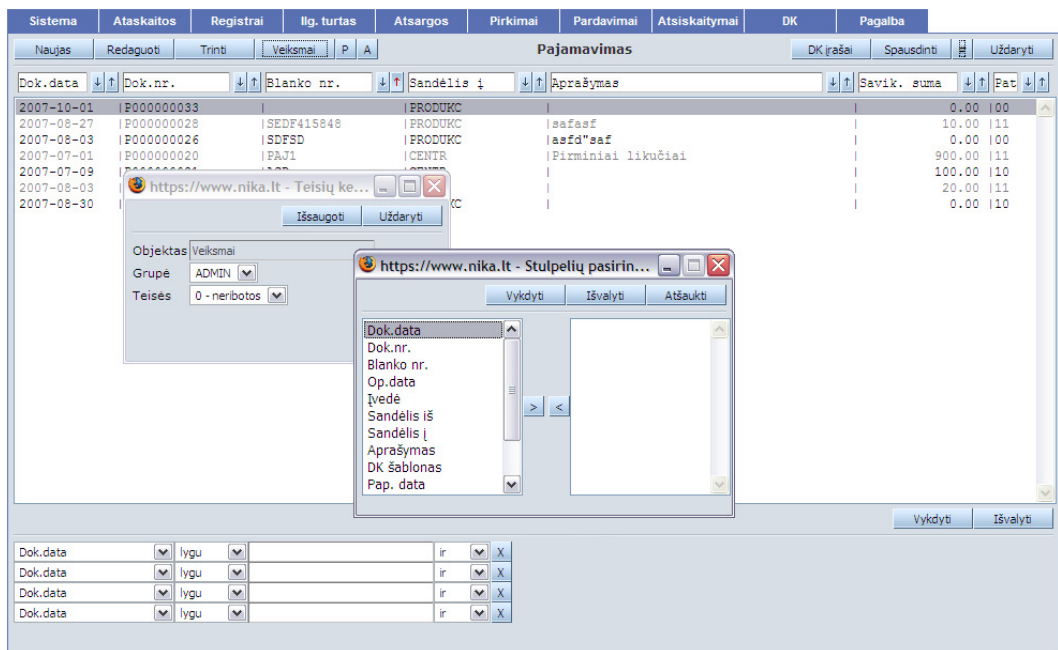 Sistema Ataskaitos Registrai Ilg. turtas Atsargos Pirkimai Pardavimai Atsiskaitymai DK Pagalba
Naujas Redaguoti Trinti Veiksmai P A Pajamavimas DK įrašai Spausdinti Uždaryti
Dok.data ↓ ↑ Dok.nr. ↓ ↑ Blanko nr. ↓ ↑ Sandėlis į ↓ ↑ Aprašymas ↓ ↑ Savik. suma ↓ ↑ Pat ↓ ↑
2007-10-01 |P000000033 | |PRODUKC | | 0.00 |00
2007-08-27 |P000000028 |SEDF415848 |PRODUKC |safasf | 10.00 |11
2007-08-03 |P000000026 |SDFSD |PRODUKC |asfd"saf | 0.00 |00
2007-07-01 |P000000020 |PAJ1 |CENTR |Pirminiai likučiai | 900.00 |11
2007-07-09 | | 100.00 |10
2007-08-03 | | 20.00 |11
2007-08-30 | | 0.00 |10
https://www.nika.lt - Teisių ke...
Išsaugoti Uždaryti
Objektas Veiksmai
Grupė ADMIN
Teisės 0 - neribotos
https://www.nika.lt - Stulpelių pasirin...
Vykdyti Išvalyti Atšaukti
Dok.data
Dok.nr.
Blanko nr.
Op.data
Įvedė
> <
Sandėlis iš
Sandėlis į
Aprašymas
DK šablonas
Pap. data
Vykdyti Išvalyti
Dok.data lygu ir X
Dok.data lygu ir X
Dok.data lygu ir X
Dok.data lygu ir X